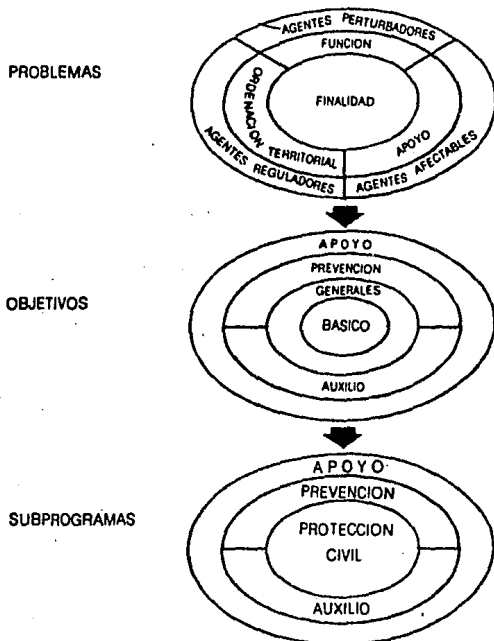 AGENTES PERTURBADORES
FUNCION
PROBLEMAS
ORDENACION TERRITORIAL
FINALIDAD
APOYO
AGENTES REGULADORES
AGENTES AFECTABLES
APOYO
PREVENCION
GENERALES
OBJETIVOS
BASICO
AUXILIO
APOYO
PREVENCION
SUBPROGRAMAS
PROTECCION
CIVIL
AUXILIO